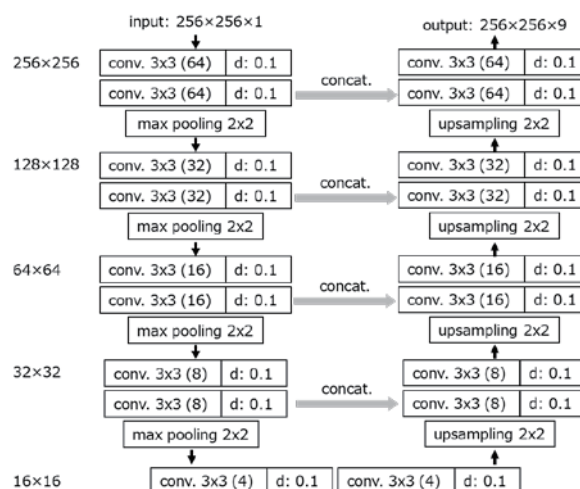 input: 256×256×1 output: 256×256×9
256×256 conv. 3x3 (64) d: 0.1 conv. 3x3 (64) d: 0.1
concat.
conv. 3x3 (64) d: 0.1 conv. 3x3 (64) d: 0.1
max pooling 2x2 upsampling 2x2
128×128 conv. 3x3 (32) d: 0.1 conv. 3x3 (32) d: 0.1
concat.
conv. 3x3 (32) d: 0.1 conv. 3x3 (32) d: 0.1
max pooling 2x2 upsampling 2x2
64×64 conv. 3x3 (16) d: 0.1 conv. 3x3 (16) d: 0.1
concat.
conv. 3x3 (16) d: 0.1 conv. 3x3 (16) d: 0.1
max pooling 2x2 upsampling 2x2
32×32 conv. 3x3 (8) d: 0.1 conv. 3x3 (8) d: 0.1
concat.
conv. 3x3 (8) d: 0.1 conv. 3x3 (8) d: 0.1
max pooling 2x2 upsampling 2x2
16×16 conv. 3x3 (4) d: 0.1 conv. 3x3 (4) d: 0.1